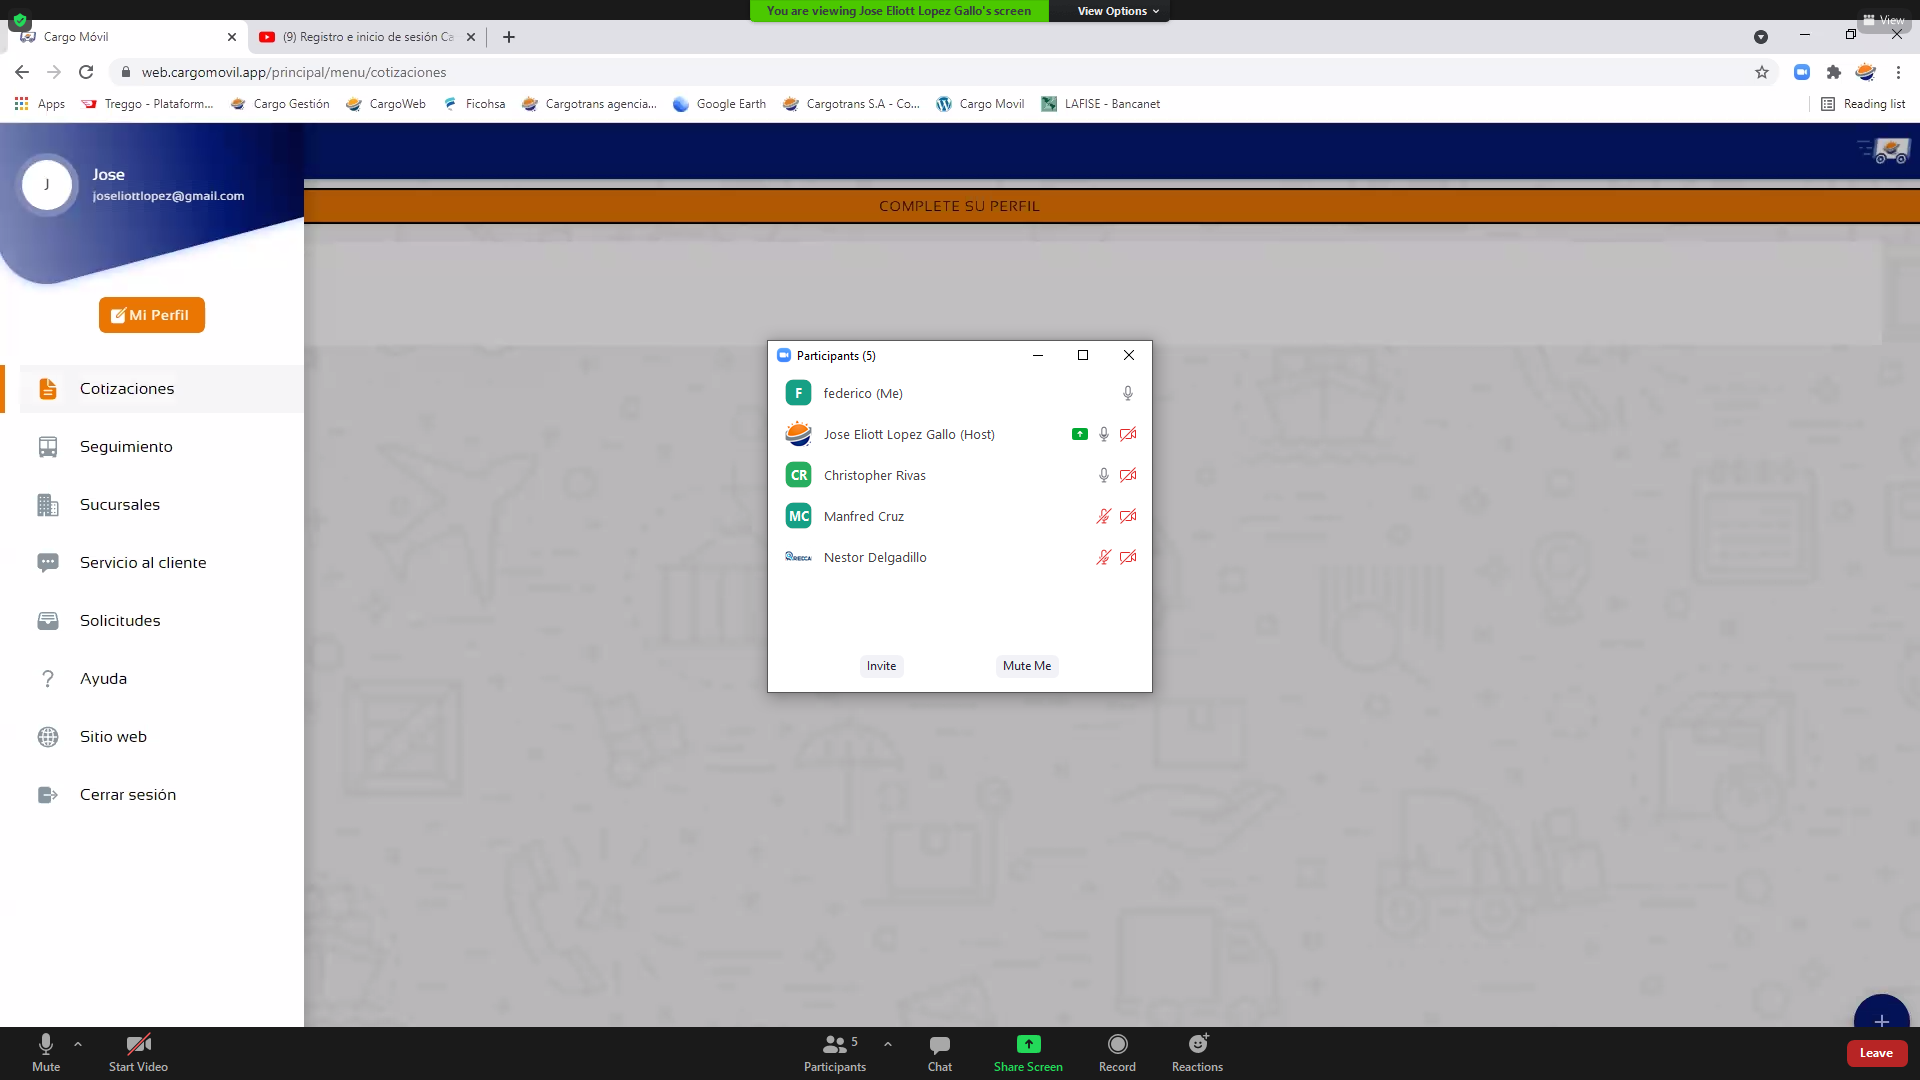 You are viewing Jose Eliott Lopez Gallo's screen
View Options
View
Cargo Móvil
(9) Registro e inicio de sesión Ca
web.cargomovil.app/principal/menu/cotizaciones
Apps
Treggo - Plataform...
Cargo Gestión
CargoWeb
Ficohsa
Cargotrans agencia...
Google Earth
Cargotrans S.A - Co...
Cargo Movil
LAFISE - Bancanet
Reading list
J
Jose
joseliottlopez@gmail.com
COMPLETE SU PERFIL
Mi Perfil
Cotizaciones
Seguimiento
Sucursales
Servicio al cliente
Solicitudes
Ayuda
Sitio web
Cerrar sesión
Participants (5)
F
federico (Me)
Jose Eliott Lopez Gallo (Host)
CR
Christopher Rivas
MC
Manfred Cruz
Nestor Delgadillo
Invite
Mute Me
Mute
Start Video
5
Participants
Chat
Share Screen
Record
Reactions
Leave